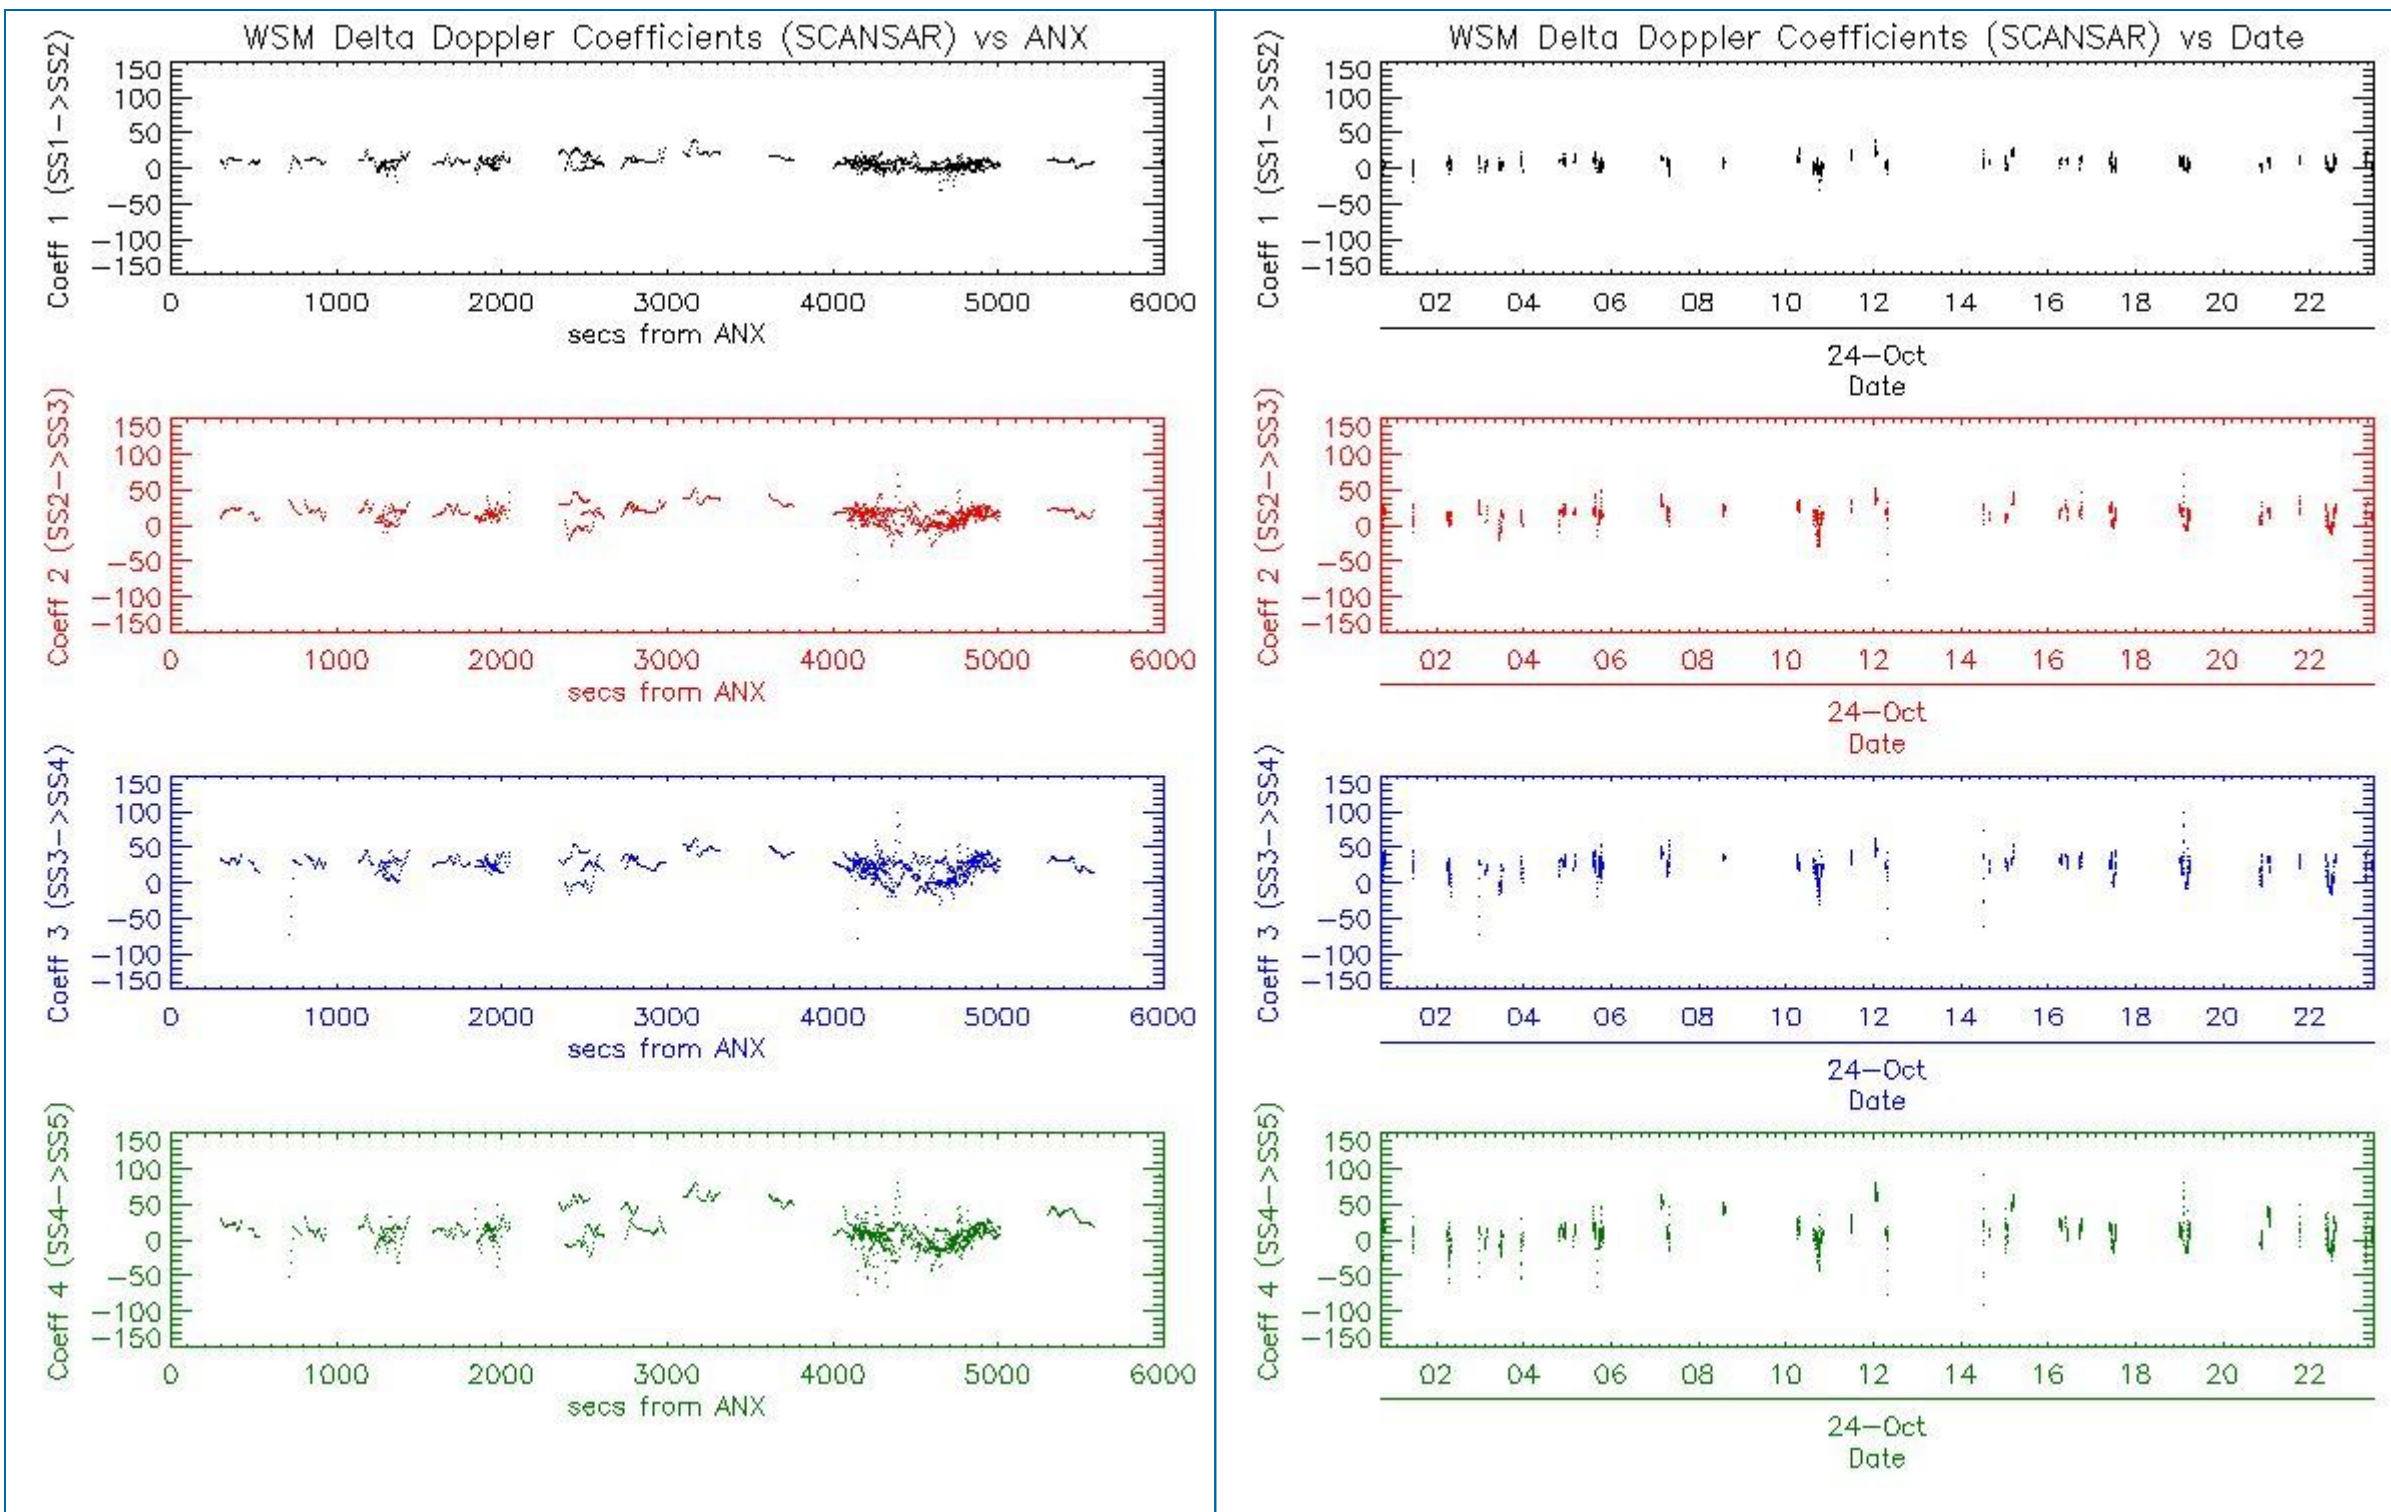 WSM Delta Doppler Coefficients (SCANSAR) vs ANX
Coeff 1 (SS1->SS2)
150
100
50
0
-50
-100
-150
0 1000 2000 3000 4000 5000 6000
secs from ANX
Coeff 2 (SS2->SS3)
150
100
50
0
-50
-100
-150
0 1000 2000 3000 4000 5000 6000
secs from ANX
Coeff 3 (SS3->SS4)
150
100
50
0
-50
-100
-150
0 1000 2000 3000 4000 5000 6000
secs from ANX
Coeff 4 (SS4->SS5)
150
100
50
0
-50
-100
-150
0 1000 2000 3000 4000 5000 6000
secs from ANX
WSM Delta Doppler Coefficients (SCANSAR) vs Date
Coeff 1 (SS1->SS2)
150
100
50
0
-50
-100
-150
02 04 06 08 10 12 14 16 18 20 22
24-Oct
Date
Coeff 2 (SS2->SS3)
150
100
50
0
-50
-100
-150
02 04 06 08 10 12 14 16 18 20 22
24-Oct
Date
Coeff 3 (SS3->SS4)
150
100
50
0
-50
-100
-150
02 04 06 08 10 12 14 16 18 20 22
24-Oct
Date
Coeff 4 (SS4->SS5)
150
100
50
0
-50
-100
-150
02 04 06 08 10 12 14 16 18 20 22
24-Oct
Date